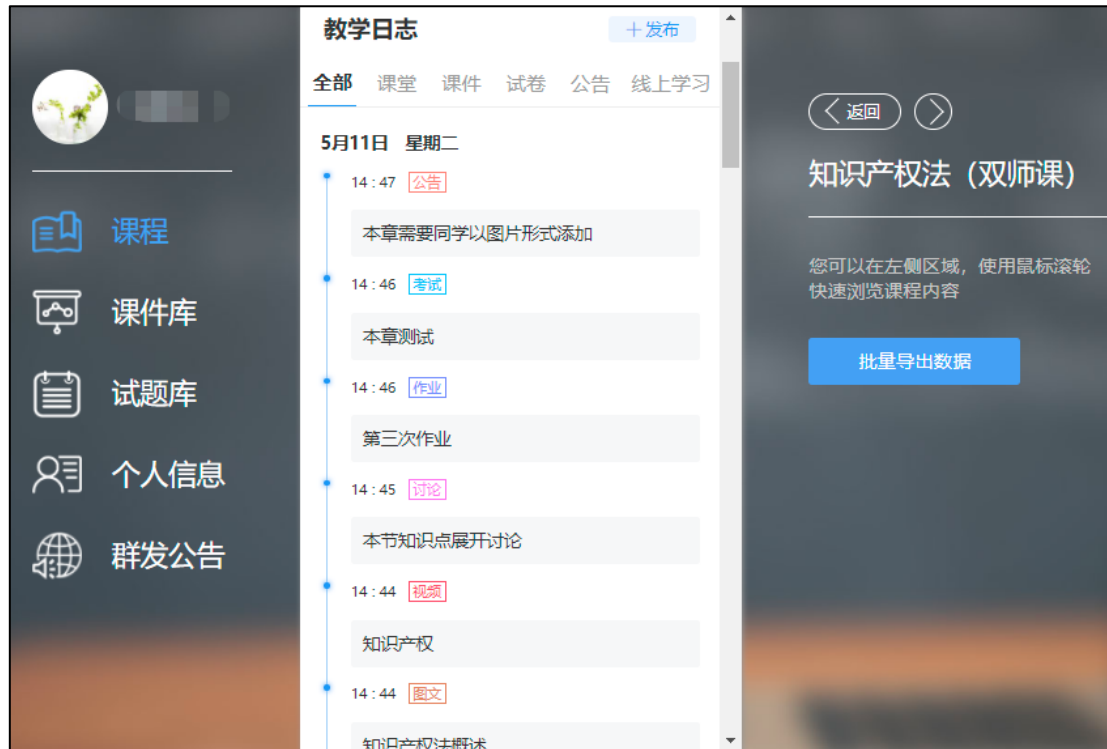 课程
课件库
试题库
个人信息
群发公告
教学日志
+发布
全部 课堂 课件 试卷 公告 线上学习
5月11日 星期二
14:47 公告
本章需要同学以图片形式添加
14:46 考试
本章测试
14:46 作业
第三次作业
14:45 讨论
本节知识点展开讨论
14:44 视频
知识产权
14:44 图文
知识产权法概述
返回
知识产权法（双师课）
您可以在左侧区域，使用鼠标滚轮
快速浏览课程内容
批量导出数据